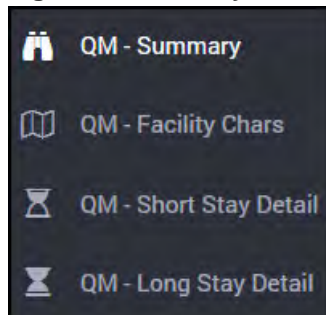 QM - Summary
QM - Facility Chars
QM - Short Stay Detail
QM - Long Stay Detail